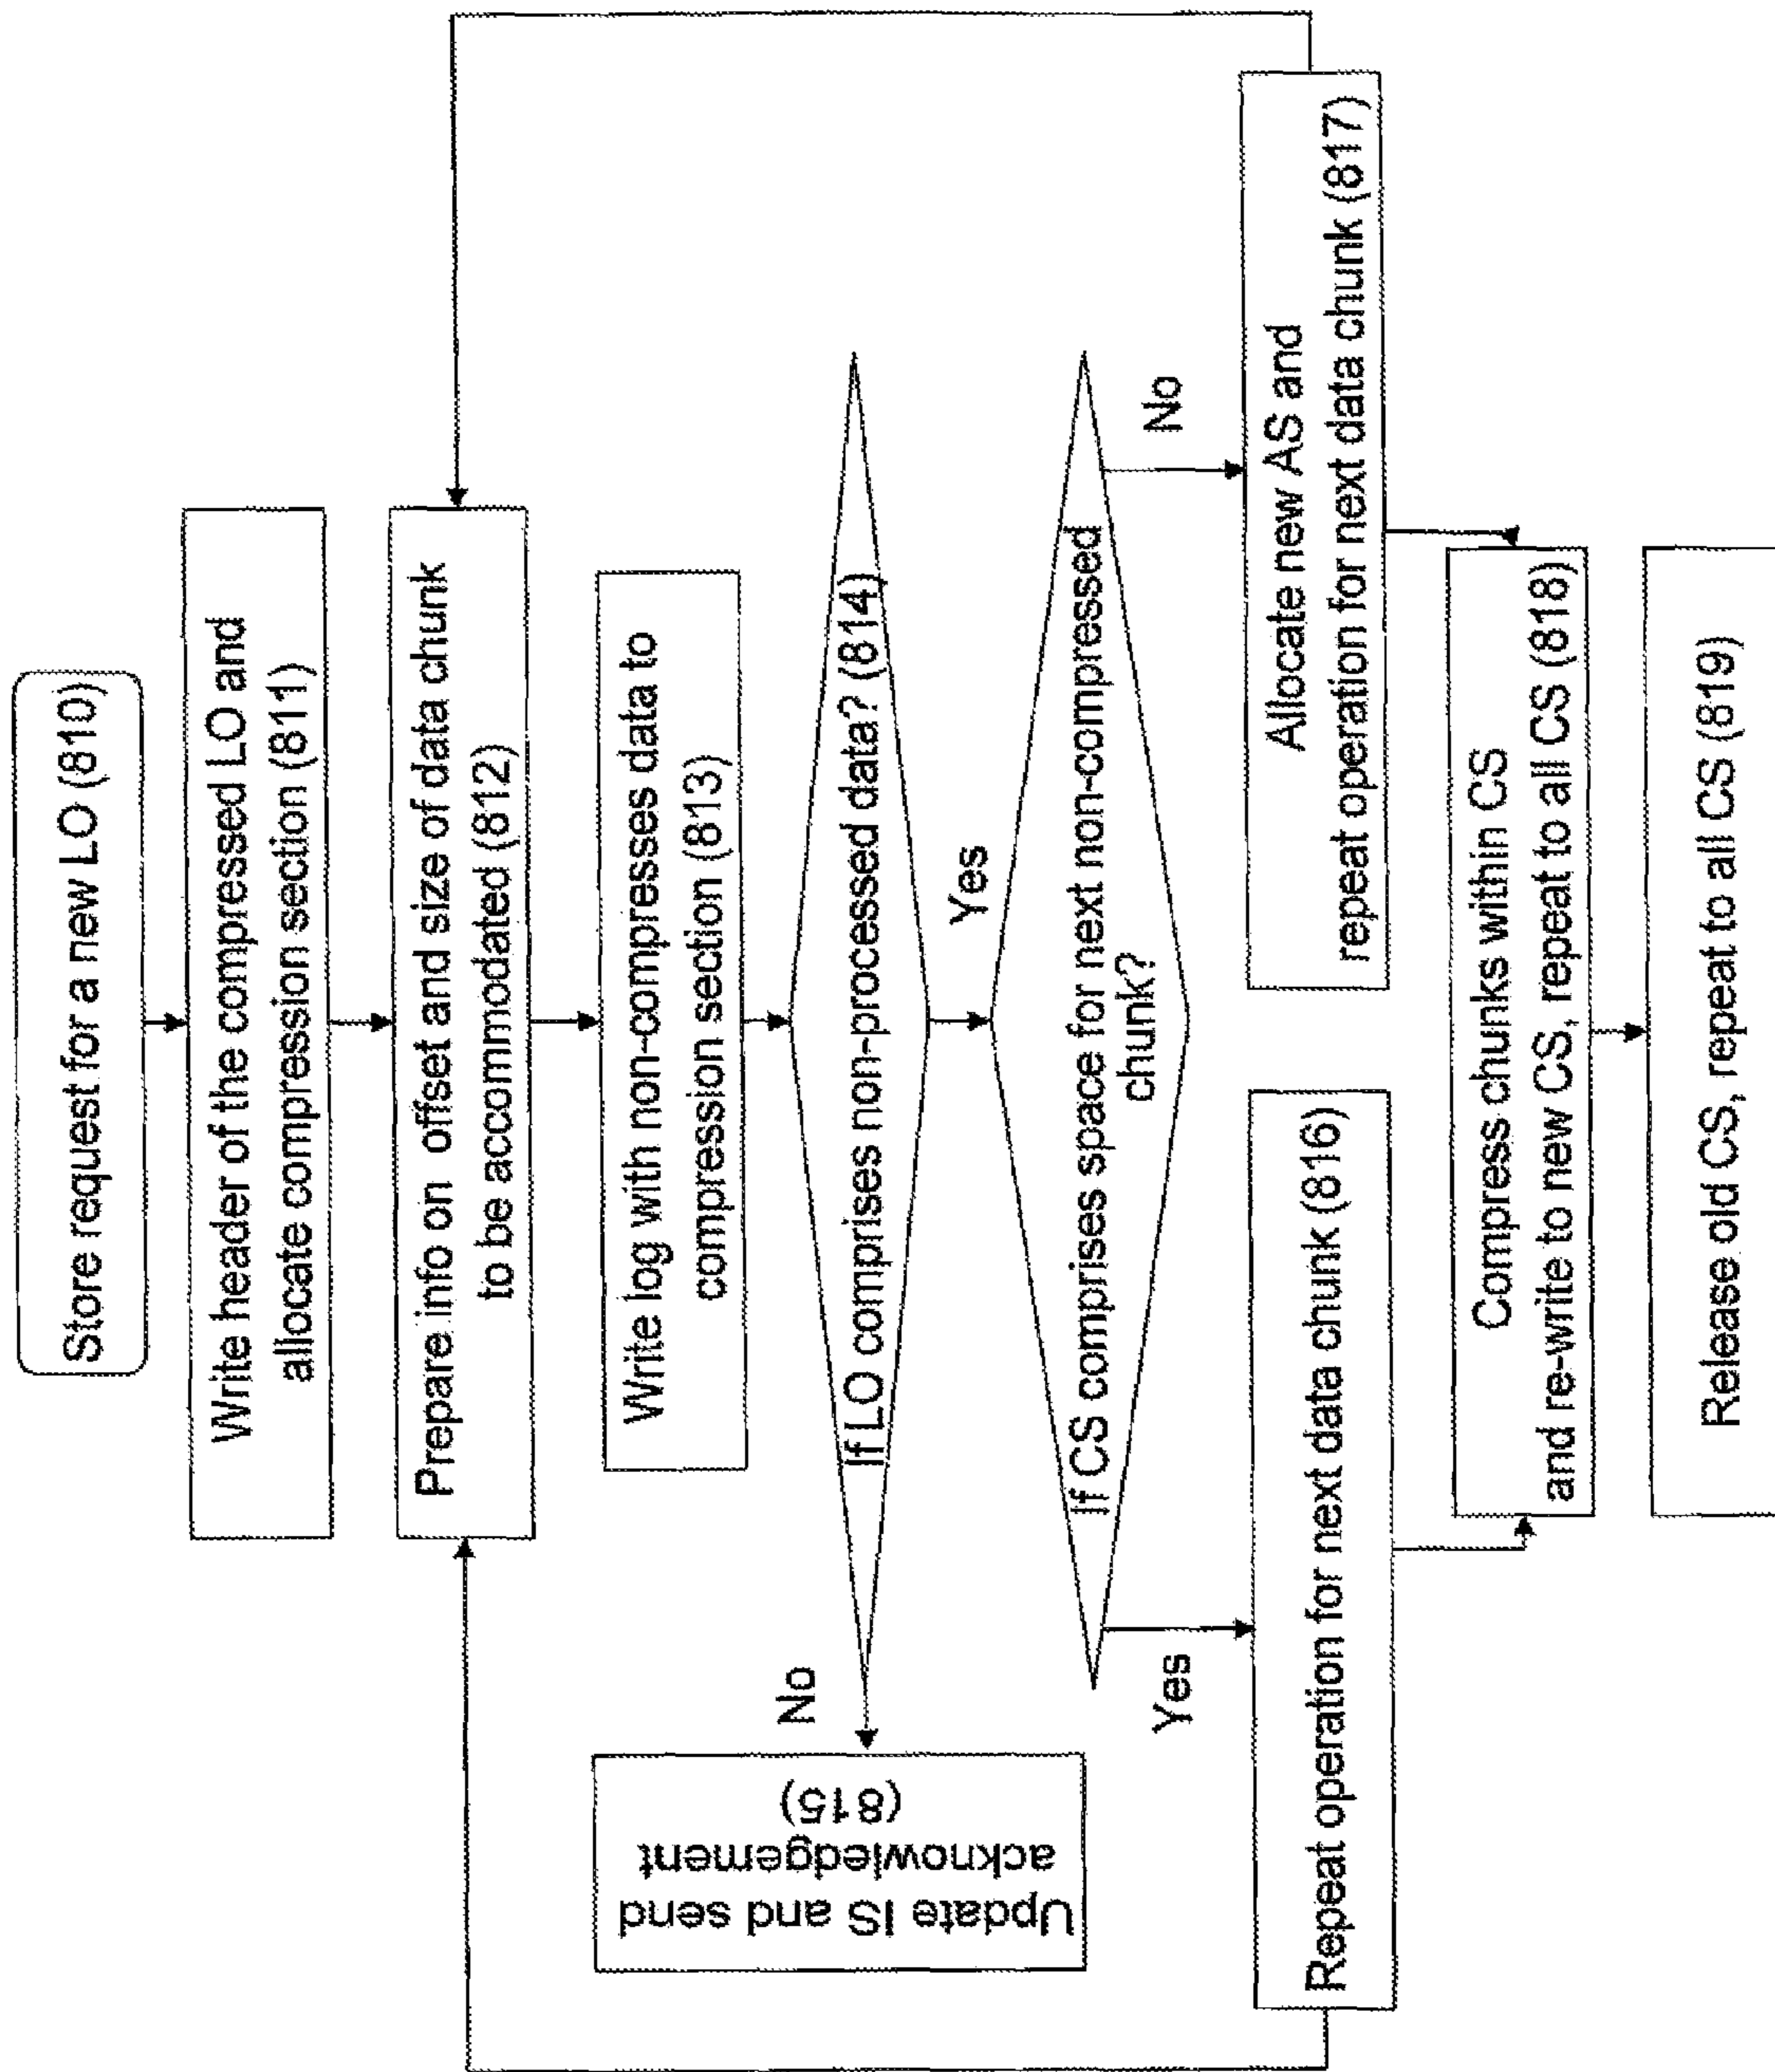 Store request for a new LO (810)
Write header of the compressed LO and
allocate compression section (811)
Prepare info on offset and size of data chunk
to be accommodated (812)
Write log with non-compresses data to
compression section (813)
If LO comprises non-processed data? (814)
No
Update IS and send
acknowledgement
(815)
Yes
If CS comprises space for next non-compressed
chunk?
Yes
No
Repeat operation for next data chunk (816)
Allocate new AS and
repeat operation for next data chunk (817)
Compress chunks within CS
and re-write to new CS, repeat to all CS (818)
Release old CS, repeat to all CS (819)